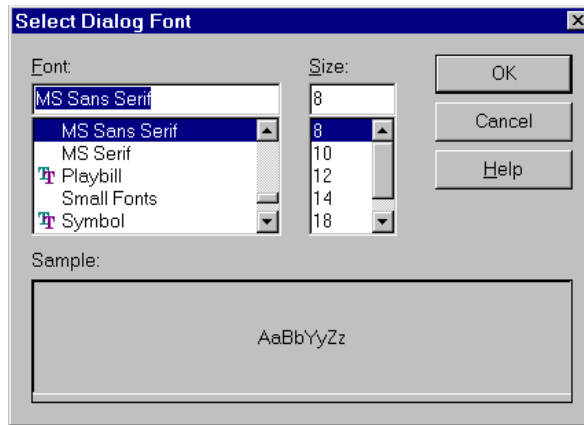 Select Dialog Font
Font:
MS Sans Serif
MS Sans Serif
MS Serif
Playbill
Small Fonts
Symbol
Size:
8
8
10
12
14
18
OK
Cancel
Help
Sample:
AaBbYyZz